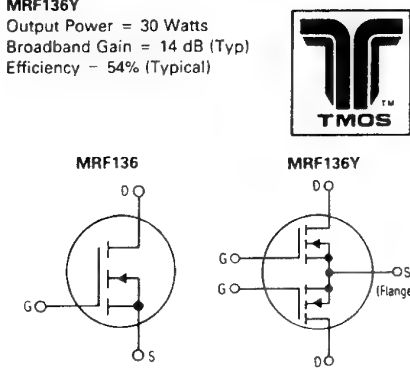 MRF136Y
Output Power = 30 Watts
Broadband Gain = 14 dB (Typ)
Efficiency - 54% (Typical)
TM
TMOS
MRF136
MRF136Y
D
G
S
D
G
G
S
(Flange
D